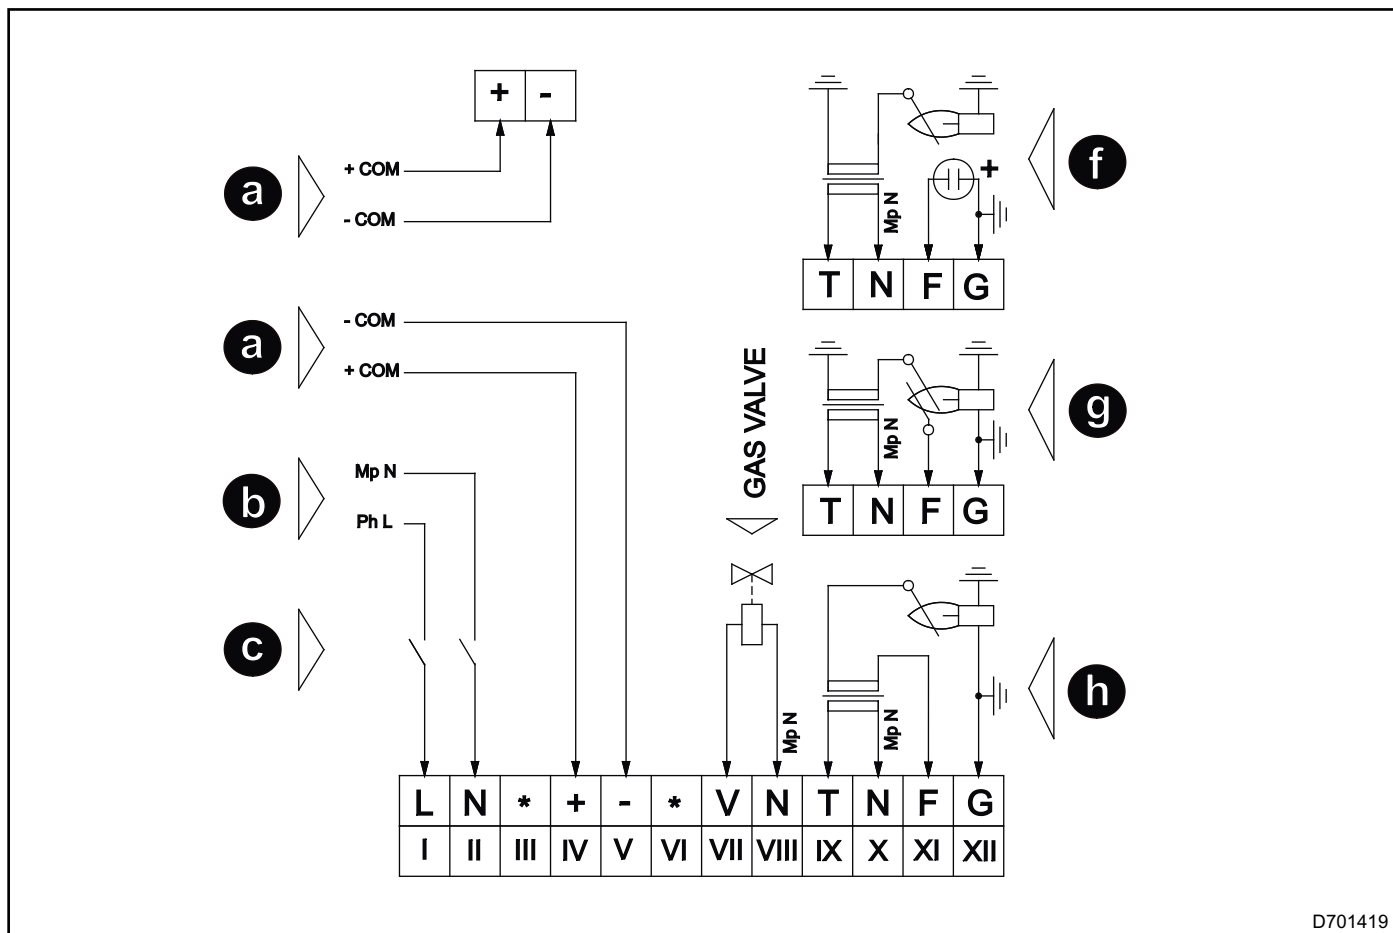 + -
a
+ COM
- COM
a
- COM
+ COM
b
Mp N
Ph L
c
GAS VALVE
Mp N
f
+
Mp N
T N F G
g
Mp N
T N F G
h
Mp N
L N * + - * V N T N F G
I II III IV V VI VII VIII IX X XI XII
D701419